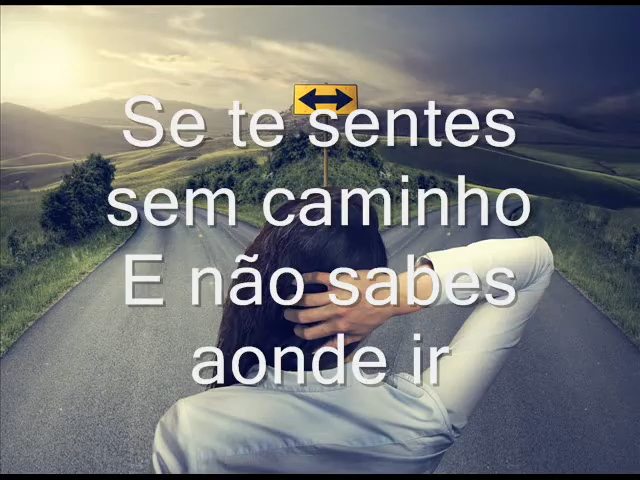 Se te sentes
sem caminho
E não sabes
aonde ir